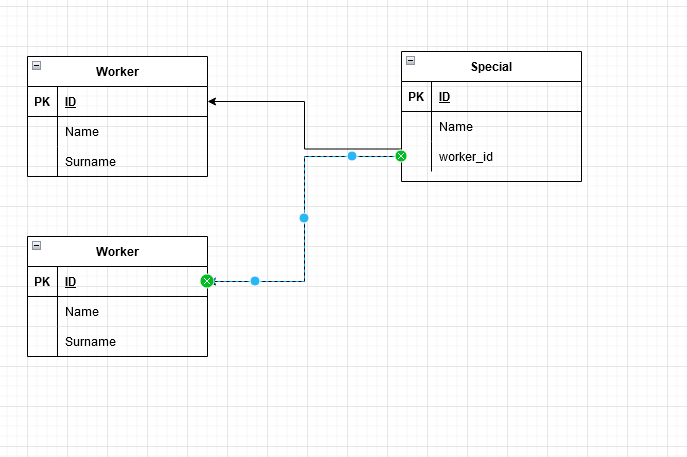 Worker
PK ID
Name
Surname
Special
PK ID
Name
worker_id
Worker
PK ID
Name
Surname